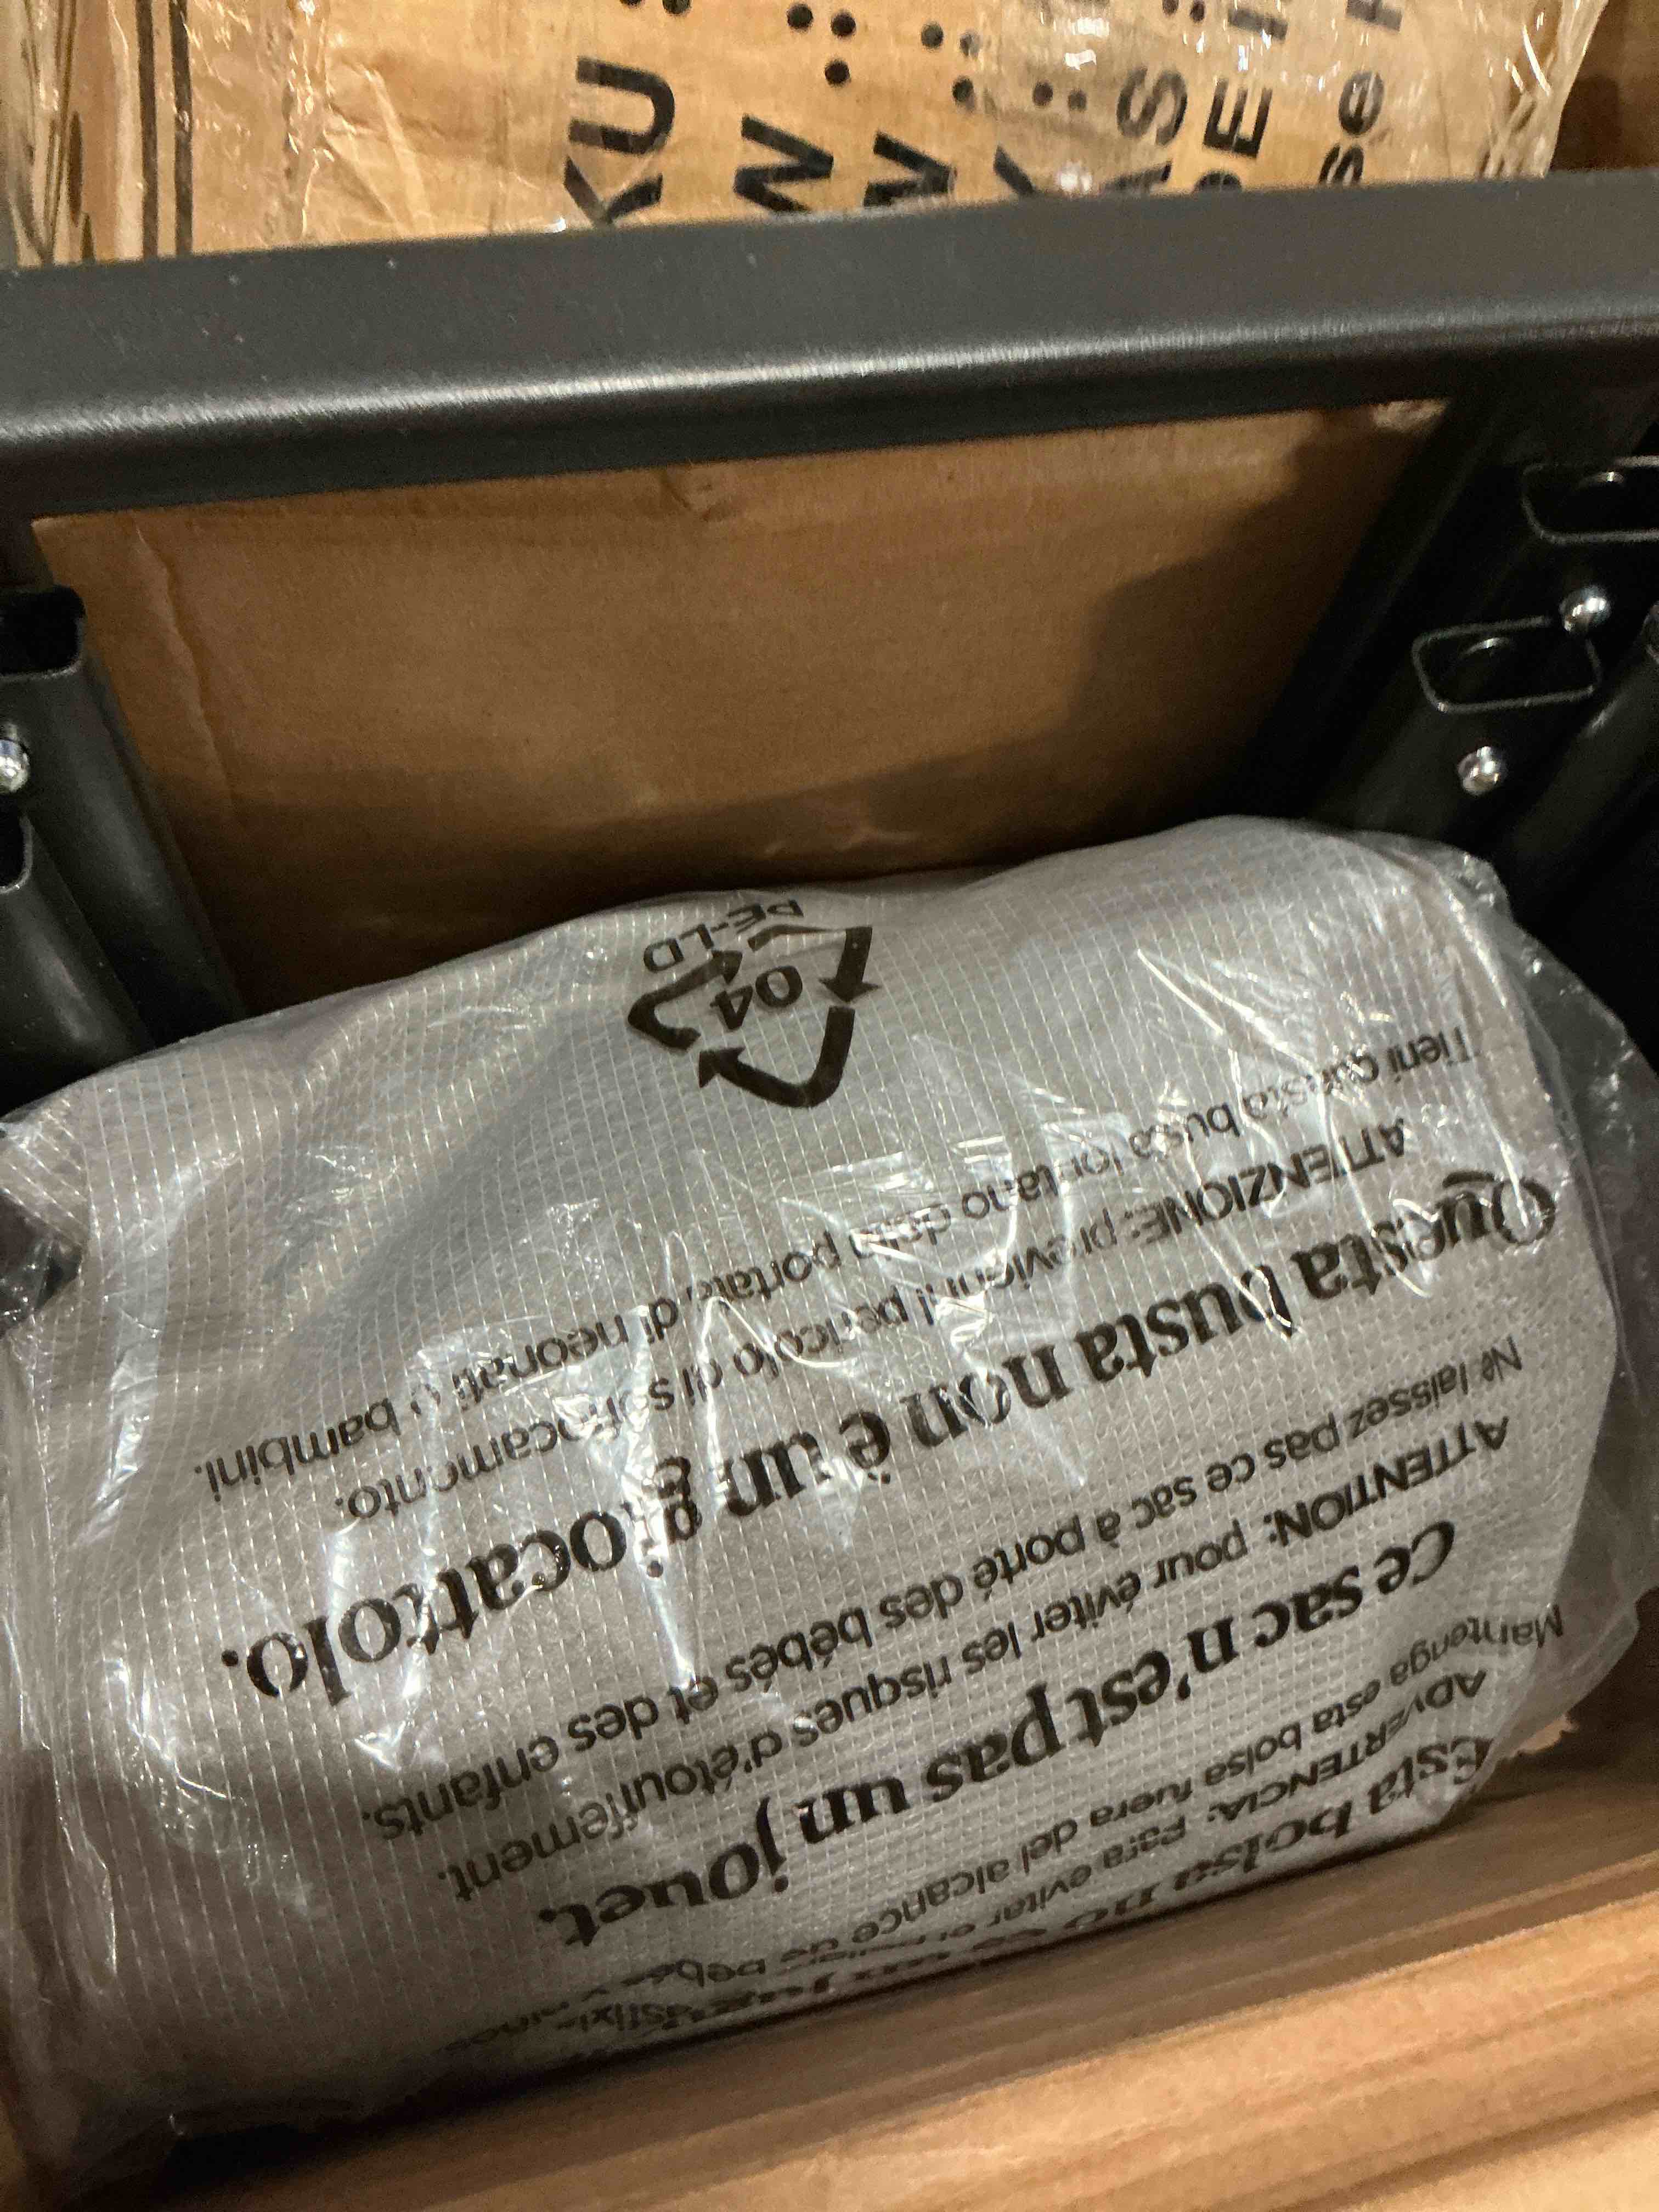 Esta bolsa no es un
ADVERTENCIA: para evitar
Mantenga esta bolsa fuera del alcance de
ce sac n'est pas un jouet.
ATTENTION: pour éviter les risques d'étouffement.
Ne laissez pas ce sac à porté des bébés et des enfants.
Questa busta non è un giocattolo.
ATTENZIONE: previeni il pericolo di soffocamento.
Tieni questa busta lontano dalla portata di neonati o bambini.
04
PE-LD